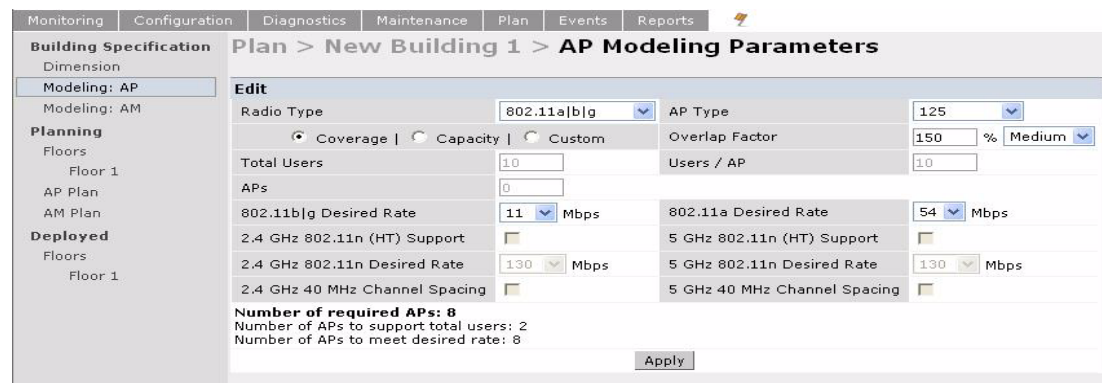 Monitoring Configuration Diagnostics Maintenance Plan Events Reports
Building Specification
Dimension
Modeling: AP
Modeling: AM
Planning
Floors
Floor 1
AP Plan
AM Plan
Deployed
Floors
Floor 1
Plan > New Building 1 > AP Modeling Parameters
Edit
Radio Type 802.11a|b|g AP Type 125
Coverage | Capacity | Custom Overlap Factor 150 % Medium
Total Users 10 Users / AP 10
APs 0
802.11b|g Desired Rate 11 Mbps 802.11a Desired Rate 54 Mbps
2.4 GHz 802.11n (HT) Support 5 GHz 802.11n (HT) Support
2.4 GHz 802.11n Desired Rate 130 Mbps 5 GHz 802.11n Desired Rate 130 Mbps
2.4 GHz 40 MHz Channel Spacing 5 GHz 40 MHz Channel Spacing
Number of required APs: 8
Number of APs to support total users: 2
Number of APs to meet desired rate: 8
Apply